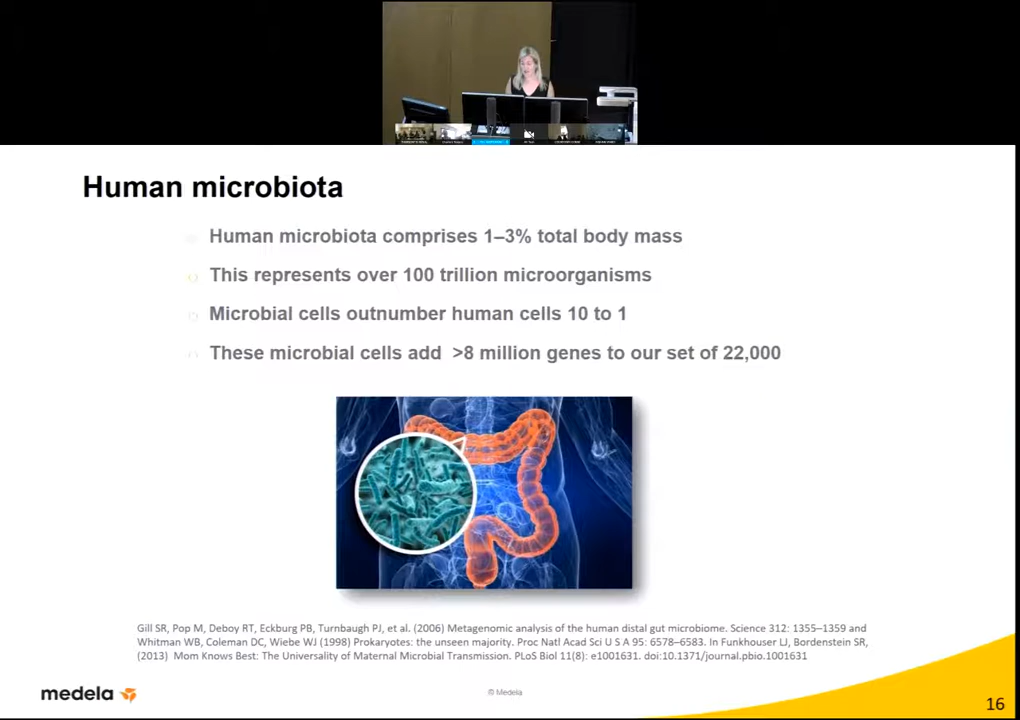 Human microbiota
Human microbiota comprises 1–3% total body mass
This represents over 100 trillion microorganisms
Microbial cells outnumber human cells 10 to 1
These microbial cells add >8 million genes to our set of 22,000
Gill SR, Pop M, Deboy RT, Eckburg PB, Turnbaugh PJ, et al. (2006) Metagenomic analysis of the human distal gut microbiome. Science 312: 1355–1359 and
Whitman WB, Coleman DC, Wiebe WJ (1998) Prokaryotes: the unseen majority. Proc Natl Acad Sci U S A 95: 6578–6583. In Funkhouser LJ, Bordenstein SR,
(2013) Mom Knows Best: The Universality of Maternal Microbial Transmission. PLoS Biol 11(8): e1001631. doi:10.1371/journal.pbio.1001631
medela
© Medela
16